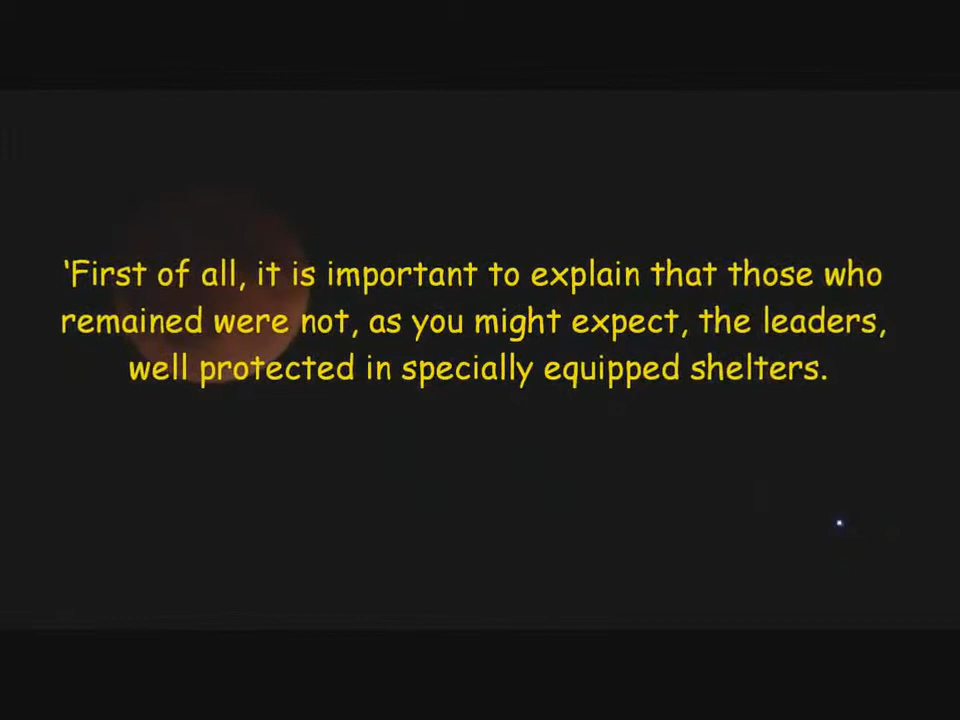 ‘First of all, it is important to explain that those who
remained were not, as you might expect, the leaders,
well protected in specially equipped shelters.